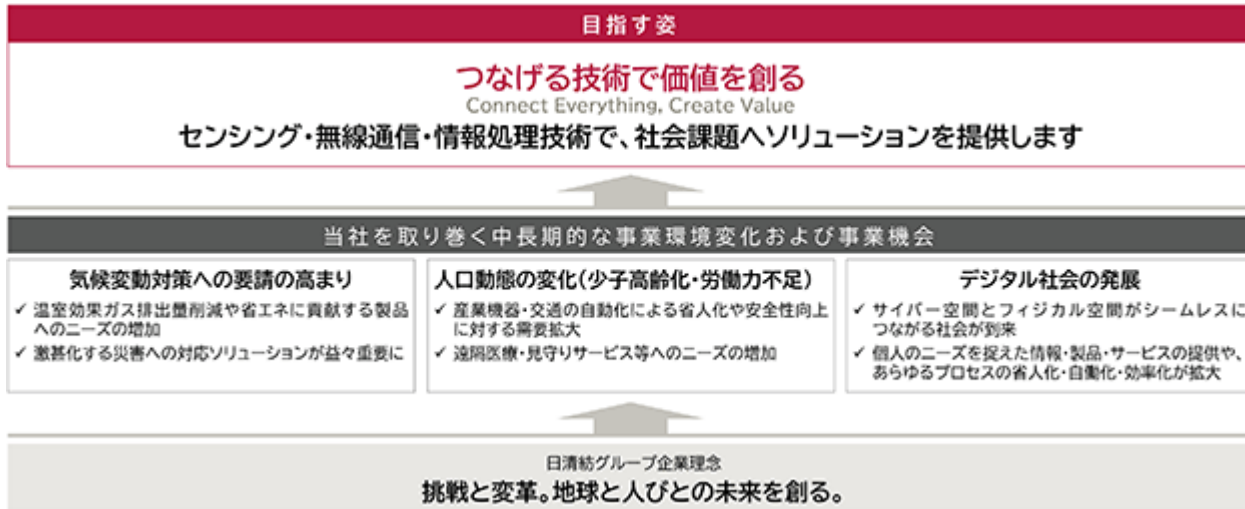 目指す姿
つなげる技術で価値を創る
Connect Everything, Create Value
センシング・無線通信・情報処理技術で、社会課題へソリューションを提供します
当社を取り巻く中長期的な事業環境変化および事業機会
気候変動対策への要請の高まり
✓ 温室効果ガス排出量削減や省エネに貢献する製品
へのニーズの増加
✓ 激甚化する災害への対応ソリューションが益々重要に
人口動態の変化（少子高齢化・労働力不足）
✓ 産業機器・交通の自動化による省人化や安全性向上
に対する需要拡大
✓ 遠隔医療・見守りサービス等へのニーズの増加
デジタル社会の発展
✓ サイバー空間とフィジカル空間がシームレスに
つながる社会が到来
✓ 個人のニーズを捉えた情報・製品・サービスの提供や、
あらゆるプロセスの省人化・自働化・効率化が拡大
日清紡グループ企業理念
挑戦と変革。地球と人びとの未来を創る。